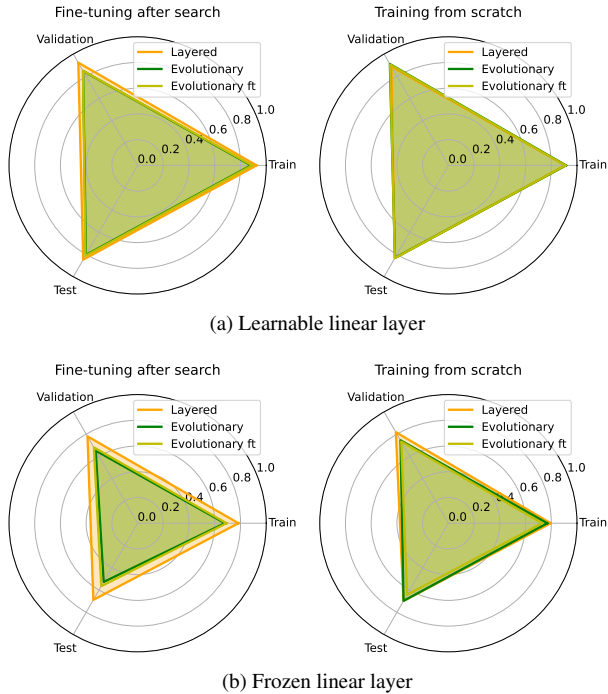 Fine-tuning after search
Training from scratch
Validation
Layered
Evolutionary
Evolutionary ft
0.0
0.2
0.4
0.6
0.8
1.0
Train
Test
Validation
Layered
Evolutionary
Evolutionary ft
0.0
0.2
0.4
0.6
0.8
1.0
Train
Test
(a) Learnable linear layer
Fine-tuning after search
Training from scratch
Validation
Layered
Evolutionary
Evolutionary ft
0.0
0.2
0.4
0.6
0.8
1.0
Train
Test
Validation
Layered
Evolutionary
Evolutionary ft
0.0
0.2
0.4
0.6
0.8
1.0
Train
Test
(b) Frozen linear layer